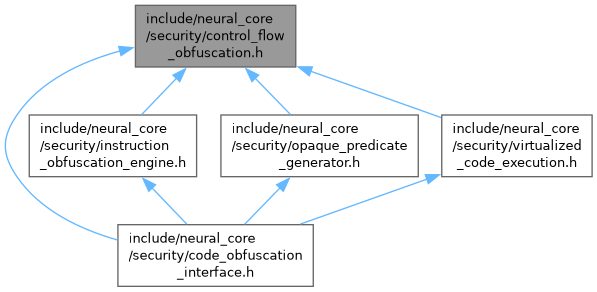 include/neural_core
/security/control_flow
_obfuscation.h
include/neural_core
/security/instruction
_obfuscation_engine.h
include/neural_core
/security/opaque_predicate
_generator.h
include/neural_core
/security/virtualized
_code_execution.h
include/neural_core
/security/code_obfuscation
_interface.h